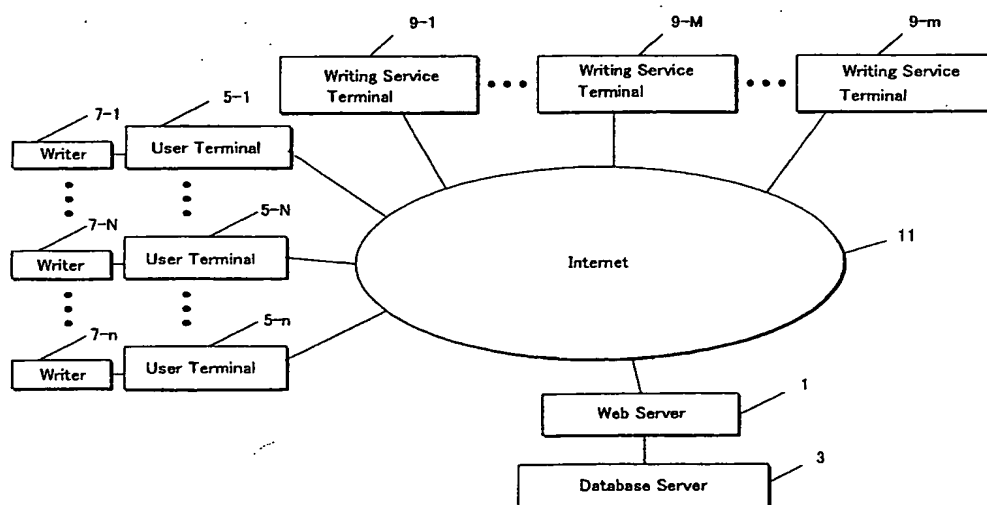 9-1
9-M
9-m
Writing Service
Terminal
Writing Service
Terminal
Writing Service
Terminal
7-1
5-1
Writer
User Terminal
7-N
5-N
Writer
User Terminal
Internet
11
7-n
5-n
Writer
User Terminal
1
Web Server
3
Database Server